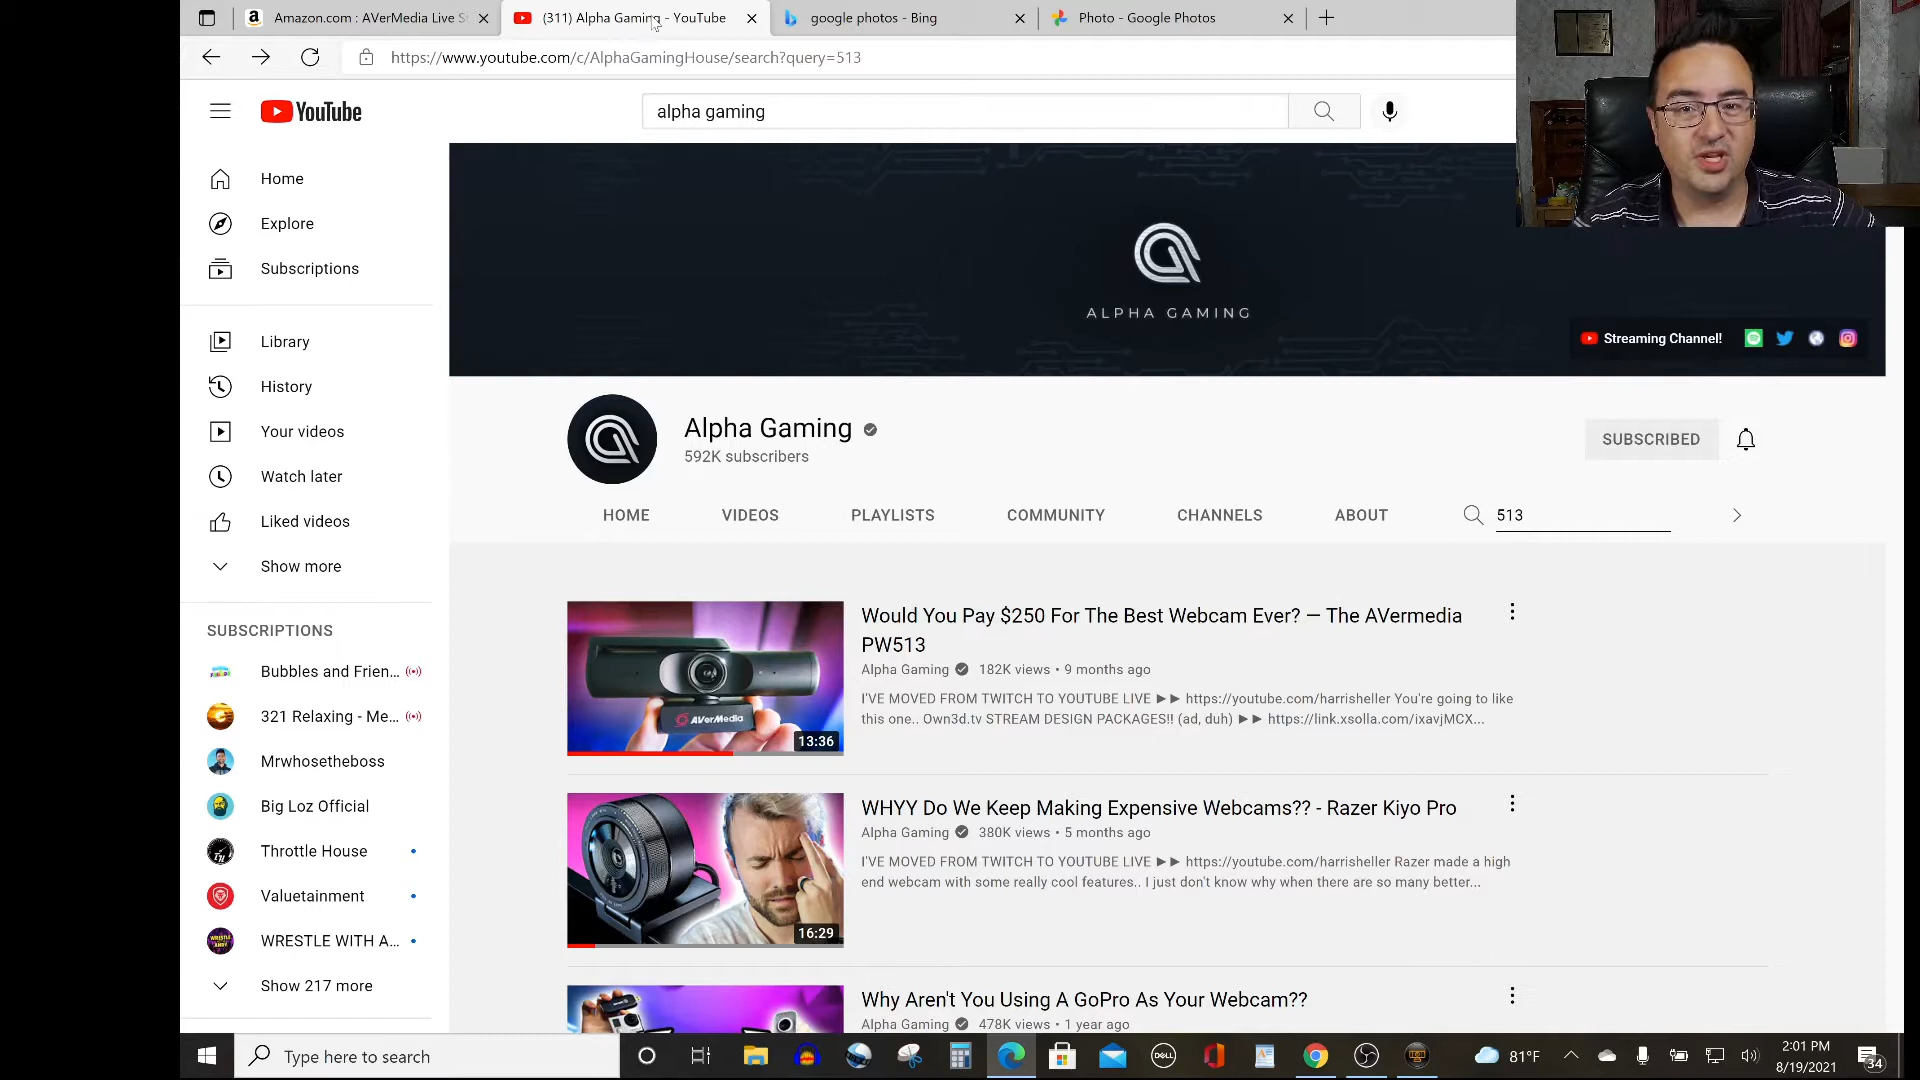 Amazon.com : AVerMedia Live St
(311) Alpha Gaming - YouTube
google photos - Bing
Photo - Google Photos
https://www.youtube.com/c/AlphaGamingHouse/search?query=513
YouTube
alpha gaming
Home
Explore
Subscriptions
Library
History
Your videos
Watch later
Liked videos
Show more
SUBSCRIPTIONS
Bubbles and Frien...
321 Relaxing - Me...
Mrwhosetheboss
Big Loz Official
Throttle House
Valuetainment
WRESTLE WITH A...
Show 217 more
ALPHA GAMING
Streaming Channel!
Alpha Gaming
592K subscribers
SUBSCRIBED
HOME
VIDEOS
PLAYLISTS
COMMUNITY
CHANNELS
ABOUT
513
AVerMedia
13:36
Would You Pay $250 For The Best Webcam Ever? — The AVermedia
PW513
Alpha Gaming 182K views • 9 months ago
I'VE MOVED FROM TWITCH TO YOUTUBE LIVE ►► https://youtube.com/harrisheller You're going to like
this one.. Own3d.tv STREAM DESIGN PACKAGES!! (ad, duh) ►► https://link.xsolla.com/ixavjMCX...
16:29
WHYY Do We Keep Making Expensive Webcams?? - Razer Kiyo Pro
Alpha Gaming 380K views • 5 months ago
I'VE MOVED FROM TWITCH TO YOUTUBE LIVE ►► https://youtube.com/harrisheller Razer made a high
end webcam with some really cool features.. I just don't know why when there are so many better...
Why Aren't You Using A GoPro As Your Webcam??
Alpha Gaming 478K views • 1 year ago
Type here to search
DELL
81°F
2:01 PM
8/19/2021
34